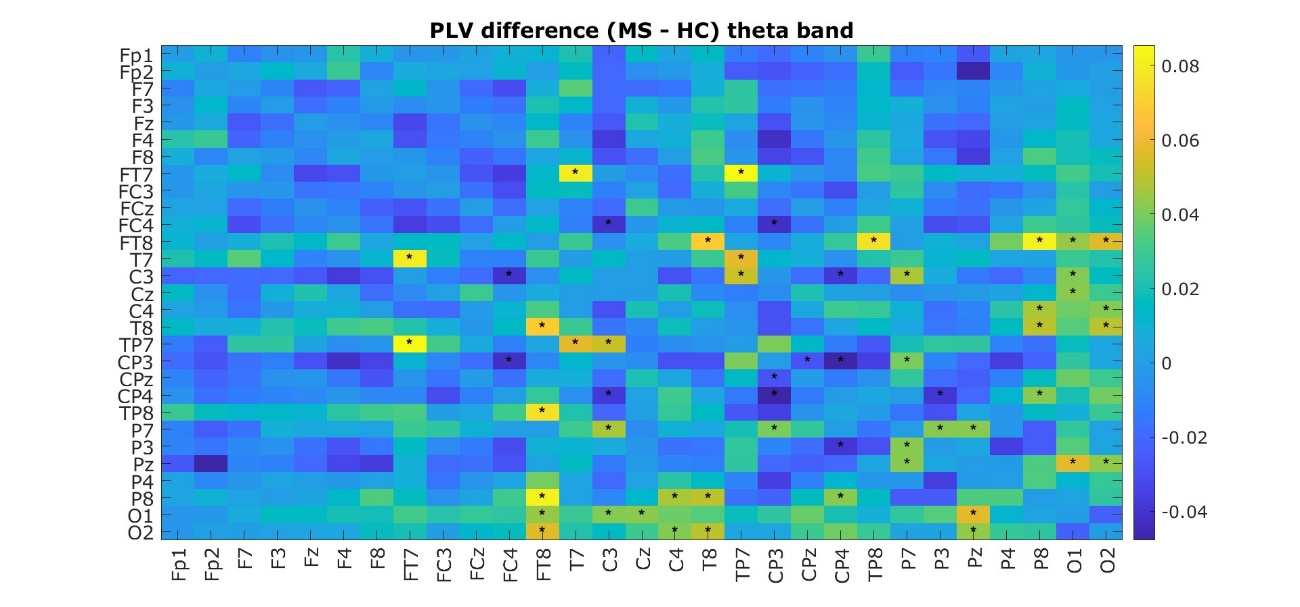 PLV difference (MS - HC) theta band
Fp1
Fp2
F7
F3
Fz
F4
F8
FT7
FC3
FCz
FC4
FT8
T7
C3
Cz
C4
T8
TP7
CP3
CPz
CP4
TP8
P7
P3
Pz
P4
P8
O1
O2
0.08
0.06
0.04
0.02
0
-0.02
-0.04
Fp1
Fp2
F7
F3
Fz
F4
F8
FT7
FC3
FCz
FC4
FT8
T7
C3
Cz
C4
T8
TP7
CP3
CPz
CP4
TP8
P7
P3
Pz
P4
P8
O1
O2